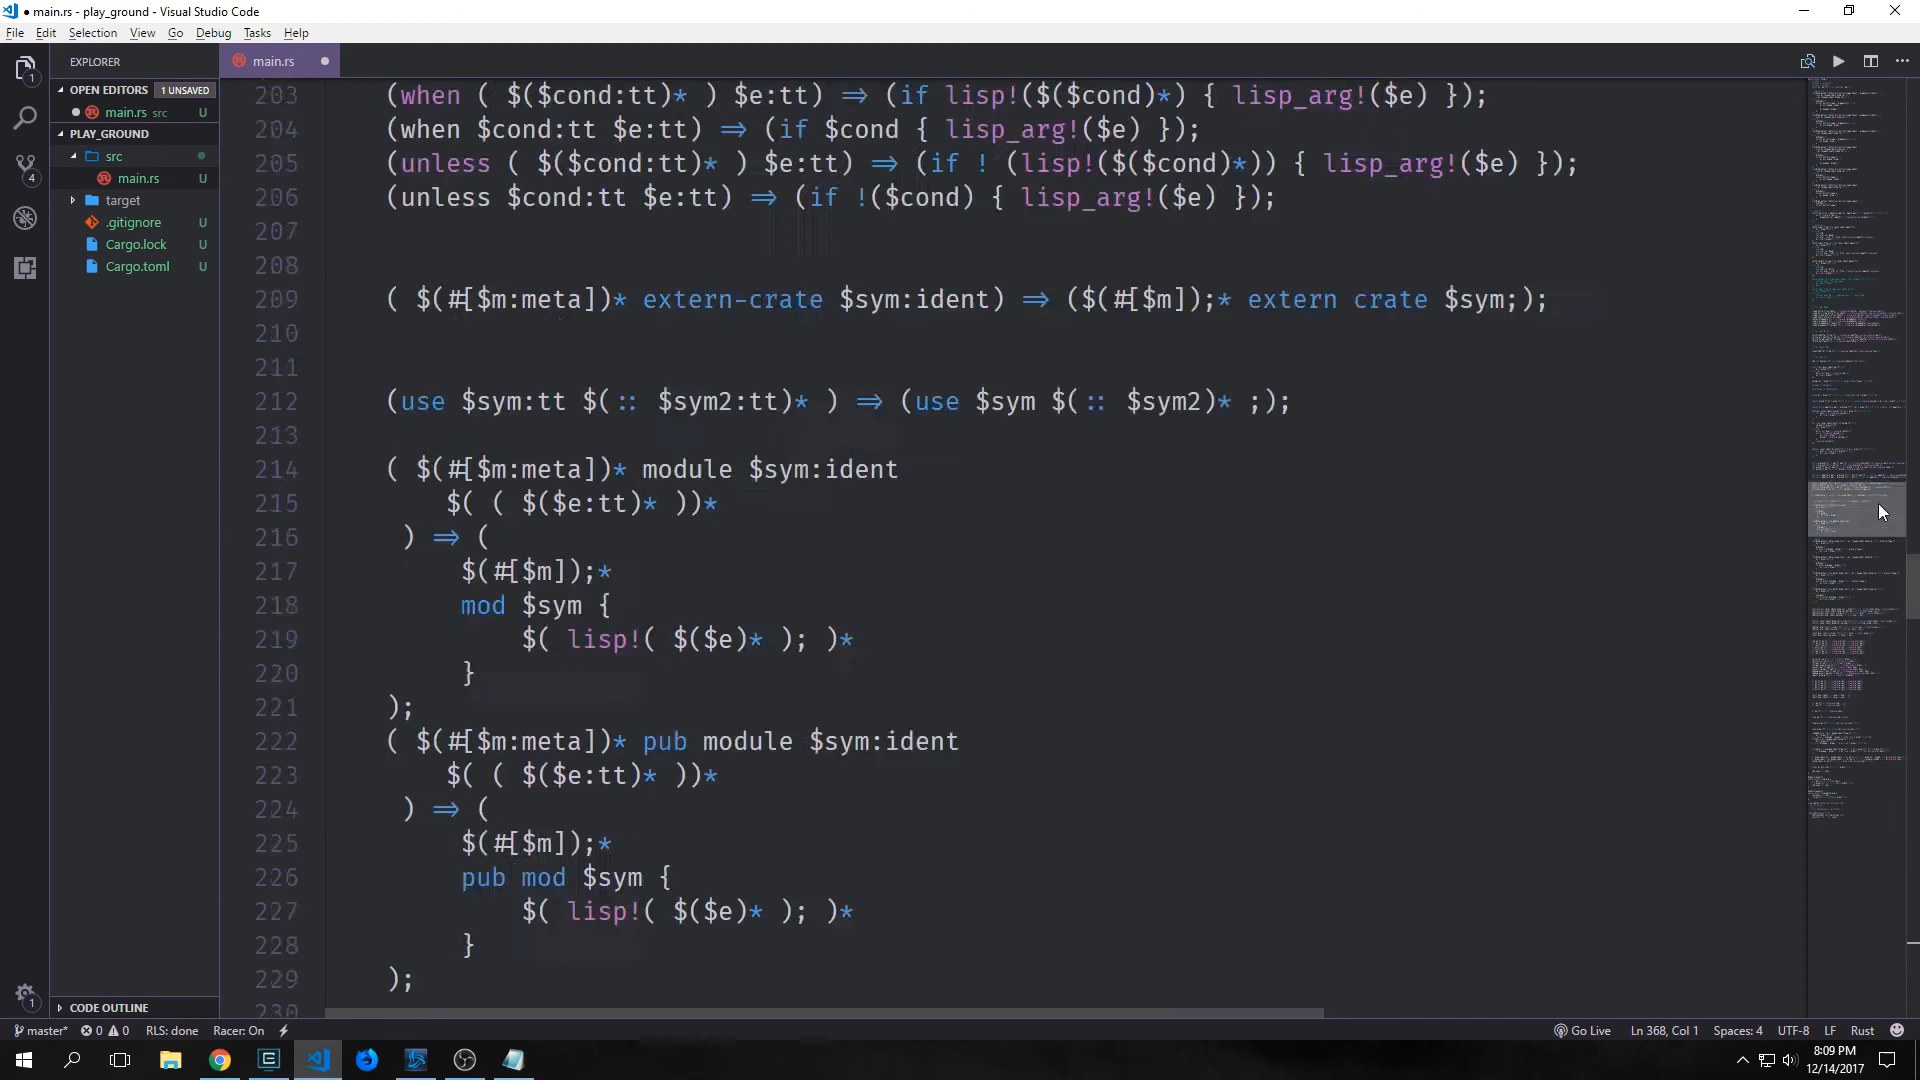 ● main.rs - play_ground - Visual Studio Code
File Edit Selection View Go Debug Tasks Help
EXPLORER
OPEN EDITORS 1 UNSAVED
main.rs src U
PLAY_GROUND
src
main.rs U
target
.gitignore U
Cargo.lock U
Cargo.toml U
CODE OUTLINE
1
4
1
main.rs
203 (when ( $($cond:tt)* ) $e:tt) => (if lisp!($($cond)*) { lisp_arg!($e) });
204 (when $cond:tt $e:tt) => (if $cond { lisp_arg!($e) });
205 (unless ( $($cond:tt)* ) $e:tt) => (if ! (lisp!($($cond)*)) { lisp_arg!($e) });
206 (unless $cond:tt $e:tt) => (if !($cond) { lisp_arg!($e) });
207
208
209 ( $(#[$m:meta])* extern-crate $sym:ident) => ($(#[$m]);* extern crate $sym;);
210
211
212 (use $sym:tt $(:: $sym2:tt)* ) => (use $sym $(:: $sym2)* ;);
213
214 ( $(#[$m:meta])* module $sym:ident
215 $( ( $($e:tt)* ))*
216 ) => (
217 $(#[$m]);*
218 mod $sym {
219 $( lisp!( $($e)* ); )*
220 }
221 );
222 ( $(#[$m:meta])* pub module $sym:ident
223 $( ( $($e:tt)* ))*
224 ) => (
225 $(#[$m]);*
226 pub mod $sym {
227 $( lisp!( $($e)* ); )*
228 }
229 );
230
master* 0 0 RLS: done Racer: On Go Live Ln 368, Col 1 Spaces: 4 UTF-8 LF Rust
8:09 PM
12/14/2017